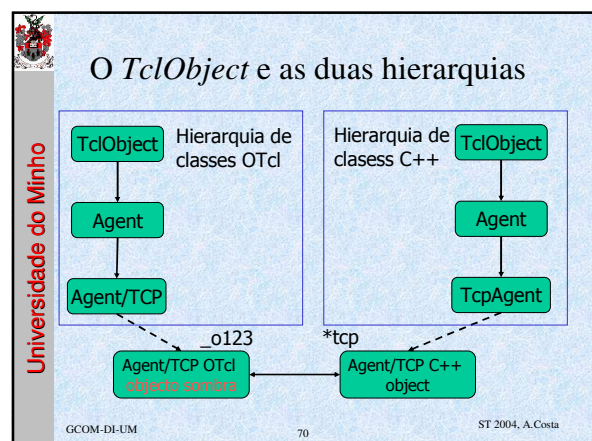 O TclObject e as duas hierarquias
Universidade do Minho
TclObject
Hierarquia de
classes OTcl
Agent
Agent/TCP
Hierarquia de
clasess C++
TclObject
Agent
TcpAgent
_o123
*tcp
Agent/TCP OTcl
objecto sombra
Agent/TCP C++
object
GCOM-DI-UM
70
ST 2004, A.Costa